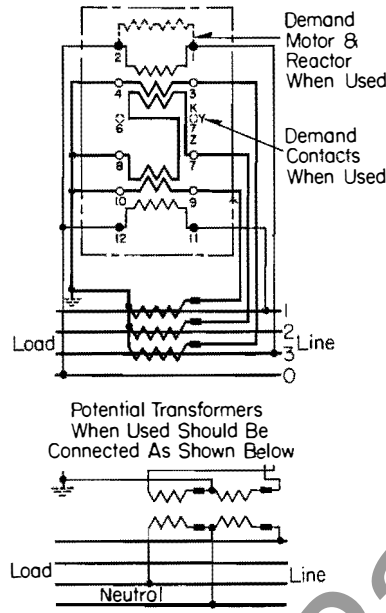 Demand
Motor &
Reactor
When Used
2 1
4 3
K
6 7 Y
Z
Demand
Contacts
When Used
8 7
10 9
12 11
1
2
Load 3 Line
0
Potential Transformers
When Used Should Be
Connected As Shown Below
Load Line
Neutral